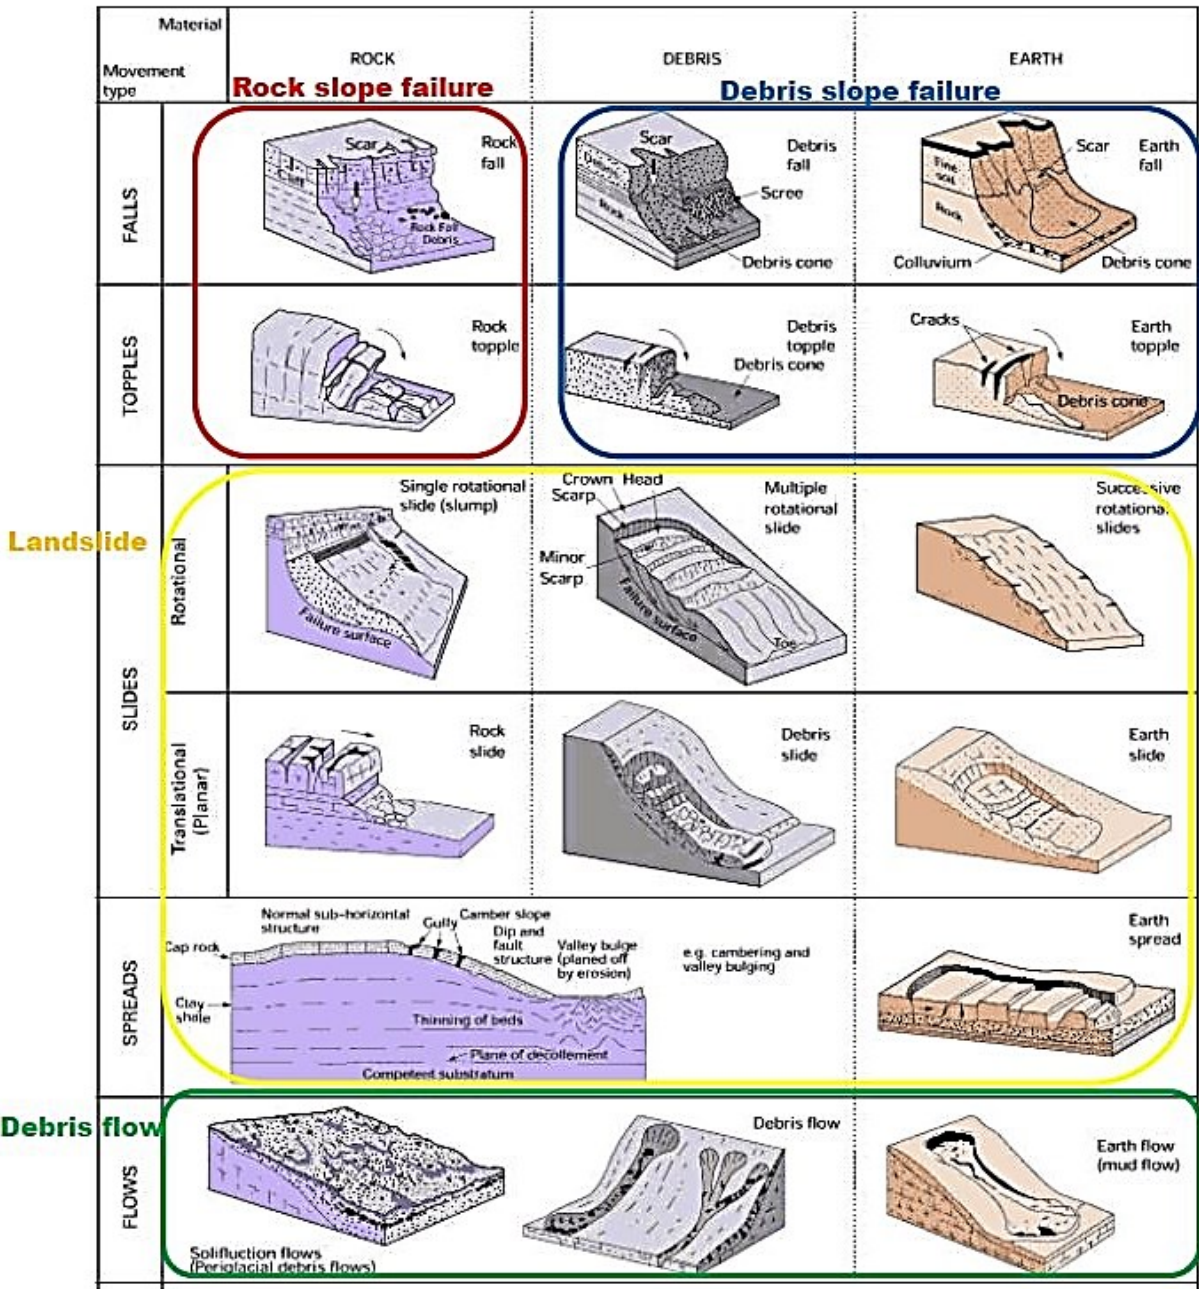 Material
Movement
type
ROCK
DEBRIS
EARTH
Rock slope failure
Debris slope failure
FALLS
Scar
Rock
fall
Cliff
Rock Fall
Debris
Scar
Debris
fall
Rock
Scree
Debris cone
Scar
Earth
fall
Fine
soil
Rock
Colluvium
Debris cone
TOPPLES
Rock
topple
Debris
topple
Debris cone
Cracks
Earth
topple
Debris cone
Landslide
SLIDES
Rotational
Single rotational
slide (slump)
Failure surface
Crown
Head
Scarp
Minor
Scarp
Failure surface
Toe
Multiple
rotational
slide
Successive
rotational
slides
Translational
(Planar)
Rock
slide
Debris
slide
Earth
slide
SPREADS
Normal sub-horizontal
structure
Gully
Camber slope
Dip and
fault
structure
Valley bulge
(planed off
by erosion)
Cap rock
Clay
shale
Thinning of beds
Plane of decollement
Competent substratum
e.g. cambering and
valley bulging
Earth
spread
Debris flow
FLOWS
Solifluction flows
(Periglacial debris flows)
Debris flow
Earth flow
(mud flow)